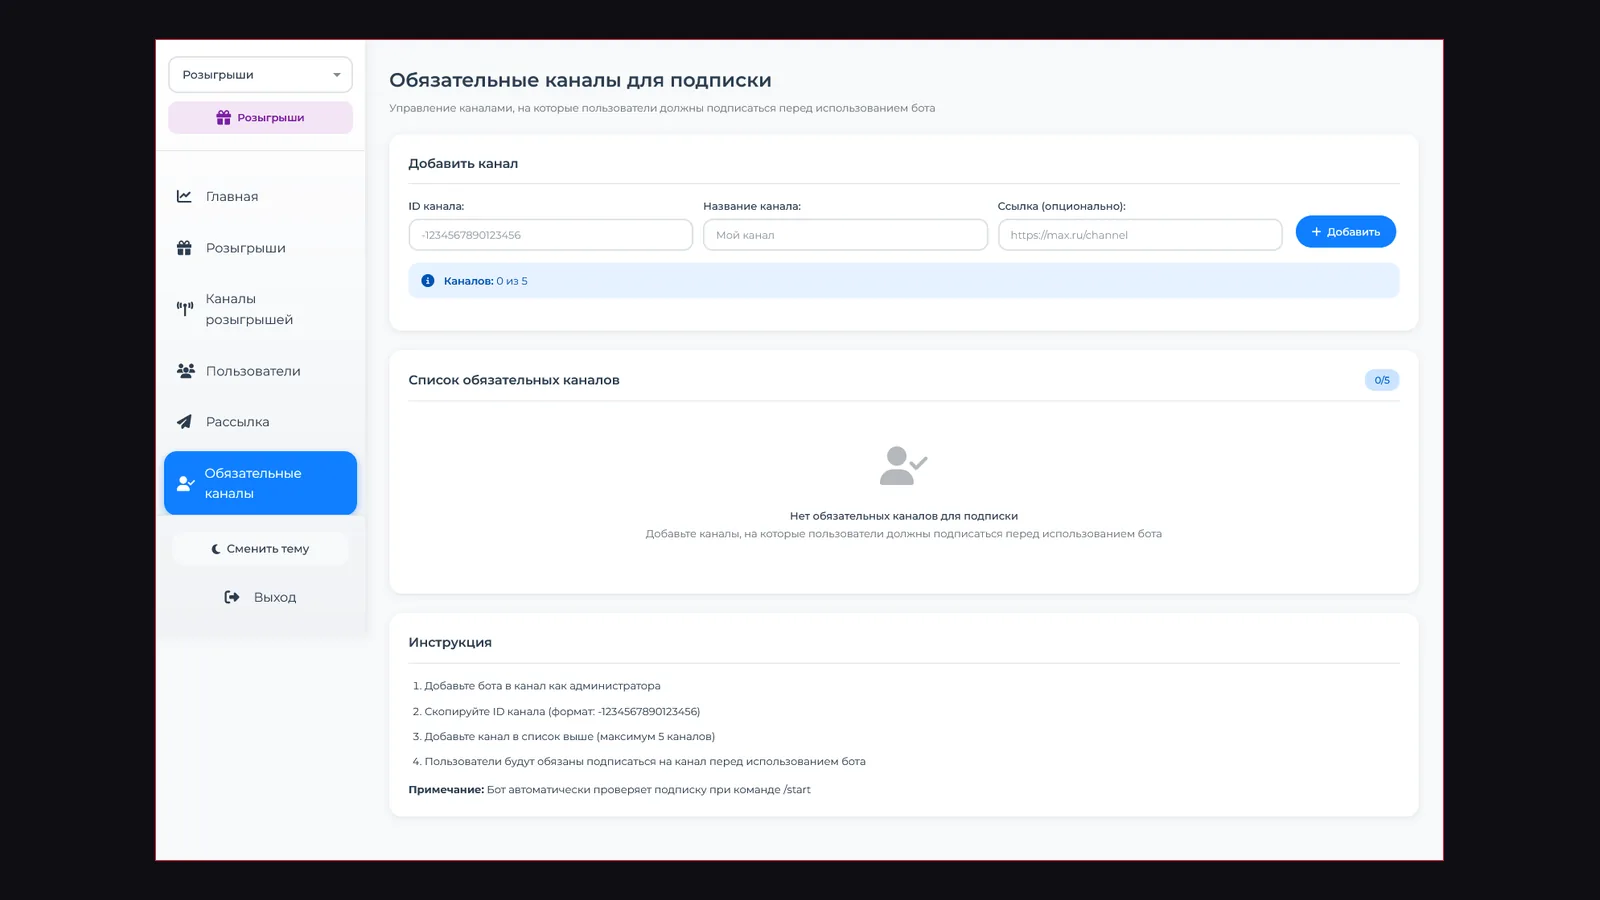 Розыгрыши
Розыгрыши
Главная
Розыгрыши
Каналы
розыгрышей
Пользователи
Рассылка
Обязательные
каналы
Сменить тему
Выход
Обязательные каналы для подписки
Управление каналами, на которые пользователи должны подписаться перед использованием бота
Добавить канал
ID канала:
-1234567890123456
Название канала:
Мой канал
Ссылка (опционально):
https://max.ru/channel
+ Добавить
Каналов: 0 из 5
Список обязательных каналов
0/5
Нет обязательных каналов для подписки
Добавьте каналы, на которые пользователи должны подписаться перед использованием бота
Инструкция
1. Добавьте бота в канал как администратора
2. Скопируйте ID канала (формат: -1234567890123456)
3. Добавьте канал в список выше (максимум 5 каналов)
4. Пользователи будут обязаны подписаться на канал перед использованием бота
Примечание: Бот автоматически проверяет подписку при команде /start